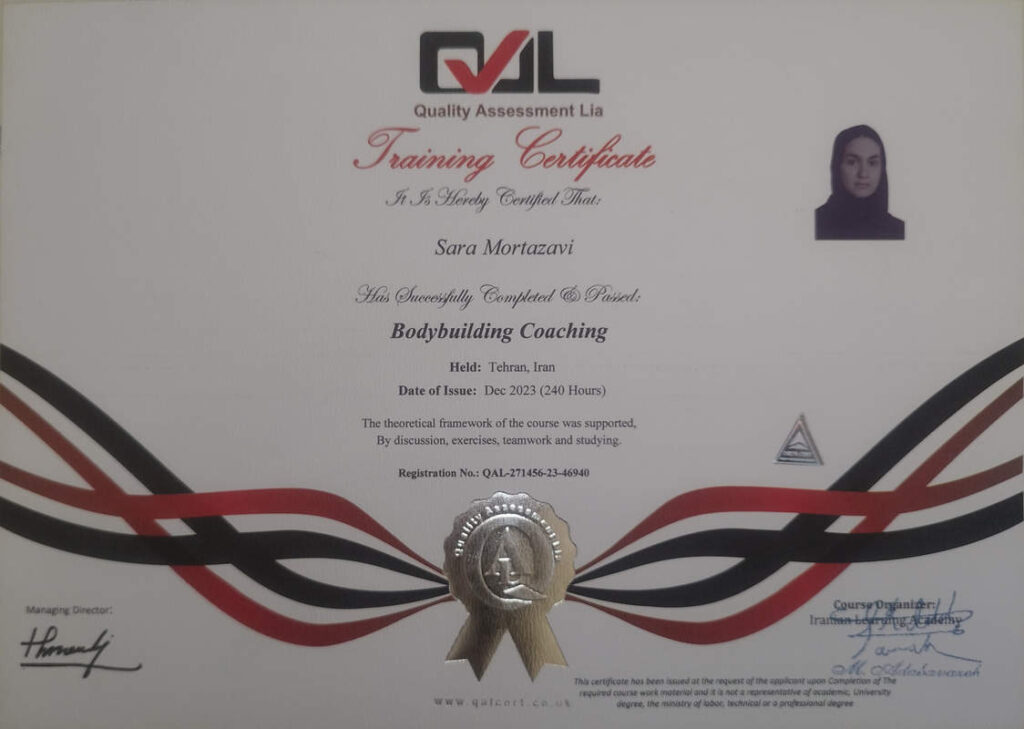 QAL
Quality Assessment Lia
Training Certificate
It Is Hereby Certified That:
Sara Mortazavi
Has Successfully Completed & Passed:
Bodybuilding Coaching
Held: Tehran, Iran
Date of Issue: Dec 2023 (240 Hours)
The theoretical framework of the course was supported,
By discussion, exercises, teamwork and studying.
Registration No.: QAL-271456-23-46940
Quality Assessment Lia
QAL
Managing Director:
Course Organizer:
Iranian Learning Academy
This certificate has been issued at the request of the applicant upon Completion of The
required course work material and it is not a representative of academic, University
degree, the ministry of labor, technical or a professional degree
www.qalcert.co.uk